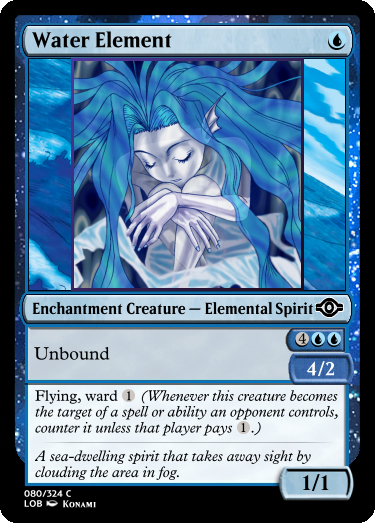 Water Element
Enchantment Creature — Elemental Spirit
4
Unbound
4/2
Flying, ward 1 (Whenever this creature becomes
the target of a spell or ability an opponent controls,
counter it unless that player pays 1.)
A sea-dwelling spirit that takes away sight by
clouding the area in fog.
1/1
080/324 C
LOB Konami